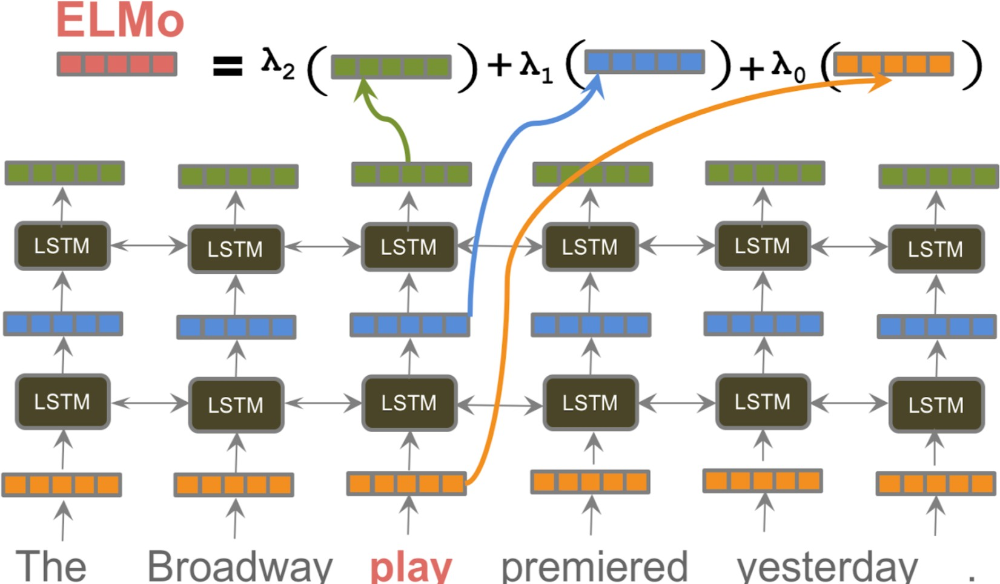 ELMo
= λ2 ( ) + λ1 ( ) + λ0 ( )
LSTM LSTM LSTM LSTM LSTM LSTM
LSTM LSTM LSTM LSTM LSTM LSTM
The Broadway play premiered yesterday .